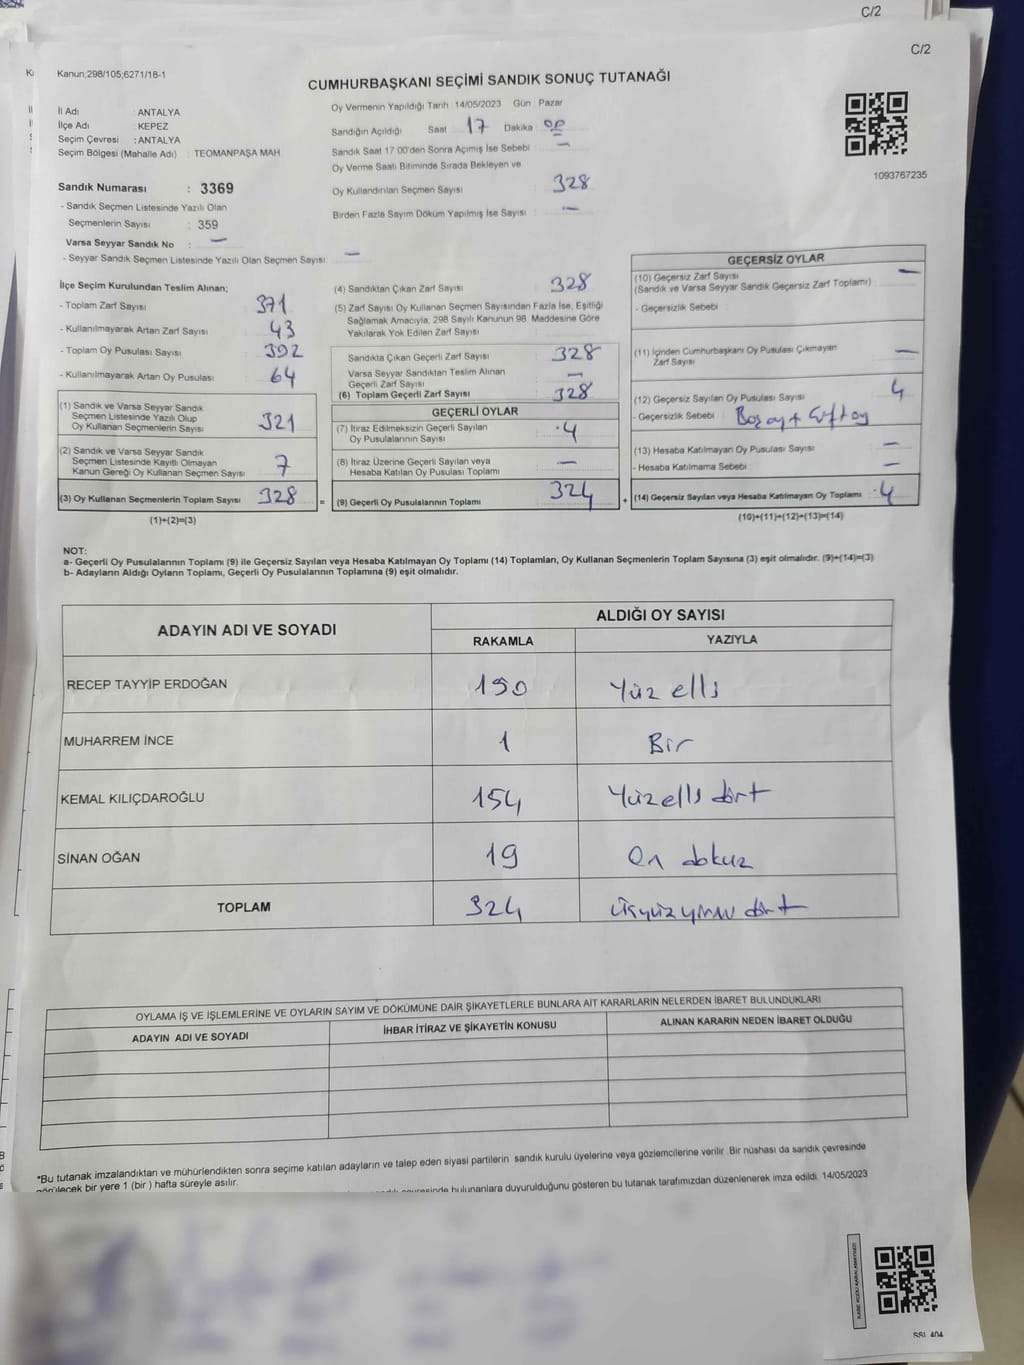 C/2
C/2
Kanun;298/105;6271/18-1
CUMHURBAŞKANI SEÇİMİ SANDIK SONUÇ TUTANAĞI
İl Adı : ANTALYA
İlçe Adı : KEPEZ
Seçim Çevresi : ANTALYA
Seçim Bölgesi (Mahalle Adı) : TEOMANPAŞA MAH
Sandık Numarası : 3369
- Sandık Seçmen Listesinde Yazılı Olan
Seçmenlerin Sayısı : 359
Varsa Seyyar Sandık No : —
- Seyyar Sandık Seçmen Listesinde Yazılı Olan Seçmen Sayısı : —
Oy Vermenin Yapıldığı Tarih :14/05/2023 Gün : Pazar
Sandığın Açıldığı Saat 17 Dakika 00
Sandık Saat 17:00'den Sonra Açımış İse Sebebi : —
Oy Verme Saati Bitiminde Sırada Bekleyen ve
Oy Kullandırılan Seçmen Sayısı : 328
Birden Fazla Sayım Döküm Yapılmış İse Sayısı : —
1093767235
İlçe Seçim Kurulundan Teslim Alınan;
- Toplam Zarf Sayısı : 371
- Kullanılmayarak Artan Zarf Sayısı : 43
- Toplam Oy Pusulası Sayısı : 392
- Kullanılmayarak Artan Oy Pusulası : 64
(1) Sandık ve Varsa Seyyar Sandık
Seçmen Listesinde Yazılı Olup
Oy Kullanan Seçmenlerin Sayısı : 321
(2) Sandık ve Varsa Seyyar Sandık
Seçmen Listesinde Kayıtlı Olmayan
Kanun Gereği Oy Kullanan Seçmen Sayısı : 7
(3) Oy Kullanan Seçmenlerin Toplam Sayısı : 328 =
(1)+(2)=(3)
(4) Sandıktan Çıkan Zarf Sayısı : 328
(5) Zarf Sayısı Oy Kullanan Seçmen Sayısından Fazla İse, Eşitliği
Sağlamak Amacıyla; 298 Sayılı Kanunun 98. Maddesine Göre
Yakılarak Yok Edilen Zarf Sayısı :
Sandıkta Çıkan Geçerli Zarf Sayısı : 328
Varsa Seyyar Sandıktan Teslim Alınan
Geçerli Zarf Sayısı : —
(6) Toplam Geçerli Zarf Sayısı : 328
GEÇERLİ OYLAR
(7) İtiraz Edilmeksizin Geçerli Sayılan
Oy Pusulalarının Sayısı : 4
(8) İtiraz Üzerine Geçerli Sayılan veya
Hesaba Katılan Oy Pusulası Toplamı : —
(9) Geçerli Oy Pusulalarının Toplamı : 324 +
GEÇERSİZ OYLAR
(10) Geçersiz Zarf Sayısı : —
(Sandık ve Varsa Seyyar Sandık Geçersiz Zarf Toplamı)
- Geçersizlik Sebebi :
(11) İçinden Cumhurbaşkanı Oy Pusulası Çıkmayan
Zarf Sayısı : —
(12) Geçersiz Sayılan Oy Pusulası Sayısı : 4
- Geçersizlik Sebebi :
(13) Hesaba Katılmayan Oy Pusulası Sayısı : —
- Hesaba Katılmama Sebebi : —
(14) Geçersiz Sayılan veya Hesaba Katılmayan Oy Toplamı : 4
(10)+(11)+(12)+(13)=(14)
NOT:
a- Geçerli Oy Pusulalarının Toplamı (9) ile Geçersiz Sayılan veya Hesaba Katılmayan Oy Toplamı (14) Toplamları, Oy Kullanan Seçmenlerin Toplam Sayısına (3) eşit olmalıdır. (9)+(14)=(3)
b- Adayların Aldığı Oyların Toplamı, Geçerli Oy Pusulalarının Toplamına (9) eşit olmalıdır.
ADAYIN ADI VE SOYADI ALDIĞI OY SAYISI
RAKAMLA YAZIYLA
RECEP TAYYİP ERDOĞAN 150 Yüz elli
MUHARREM İNCE 1 Bir
KEMAL KILIÇDAROĞLU 154 Yüzelli dört
SİNAN OĞAN 19 On dokuz
TOPLAM 324 üçyüzyirmi dört
OYLAMA İŞ VE İŞLEMLERİNE VE OYLARIN SAYIM VE DÖKÜMÜNE DAİR ŞİKAYETLERLE BUNLARA AİT KARARLARIN NELERDEN İBARET BULUNDUKLARI
ADAYIN ADI VE SOYADI İHBAR İTİRAZ VE ŞİKAYETİN KONUSU ALINAN KARARIN NEDEN İBARET OLDUĞU
*Bu tutanak imzalandıktan ve mühürlendikten sonra seçime katılan adayların ve talep eden siyasi partilerin sandık kurulu üyelerine veya gözlemcilerine verilir. Bir nüshası da sandık çevresinde
görülecek bir yere 1 (bir ) hafta süreyle asılır.
çevresinde bulunanlara duyurulduğunu gösteren bu tutanak tarafımızdan düzenlenerek imza edildi. 14/05/2023